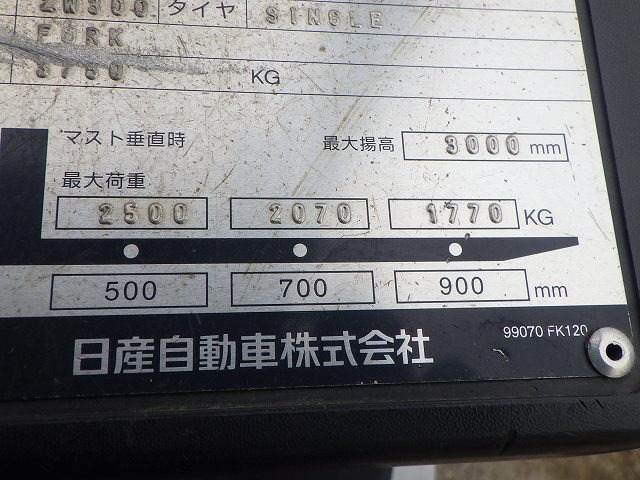 2W300 タイヤ SINGLE
FORK
3750 KG
マスト垂直時 最大揚高 3000 mm
最大荷重
2500 2070 1770 KG
500 700 900 mm
99070 FK120
日産自動車株式会社